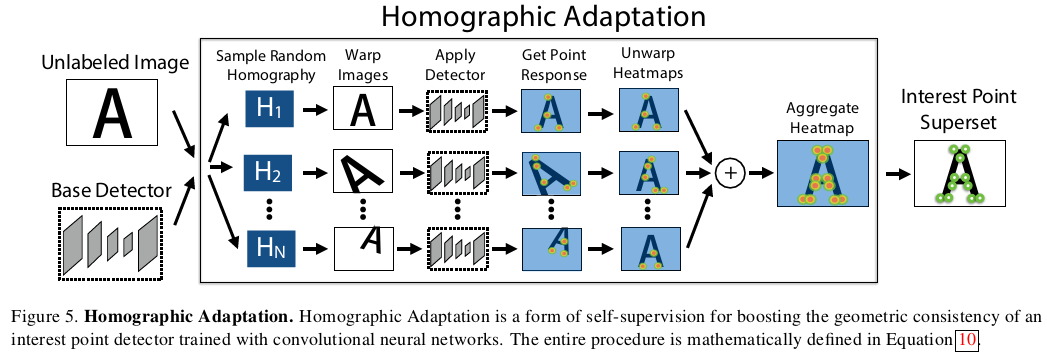 Homographic Adaptation
Unlabeled Image
A
Base Detector
Sample Random
Homography
Warp
Images
Apply
Detector
Get Point
Response
Unwarp
Heatmaps
H1
A
A
A
H2
A
A
A
HN
A
A
A
+
Aggregate
Heatmap
A
Interest Point
Superset
A
Figure 5. Homographic Adaptation. Homographic Adaptation is a form of self-supervision for boosting the geometric consistency of an
interest point detector trained with convolutional neural networks. The entire procedure is mathematically defined in Equation 10.